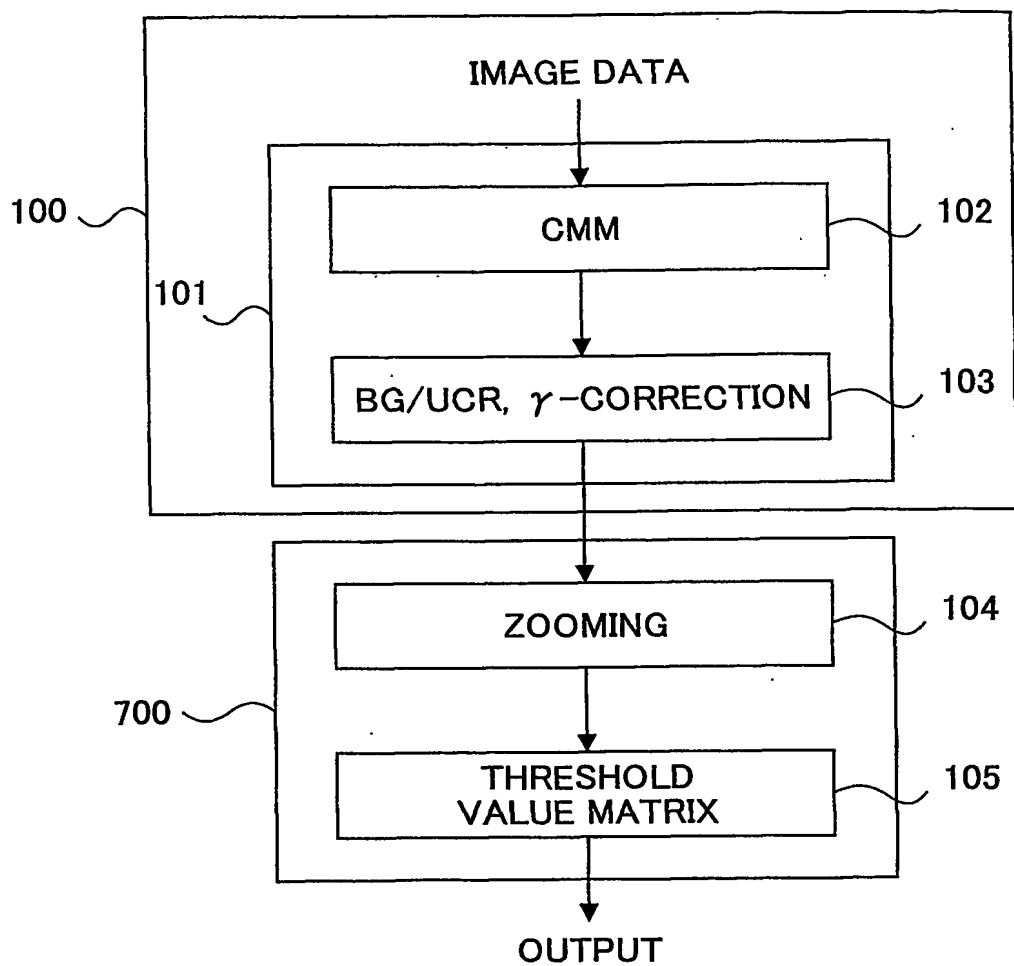 IMAGE DATA
100
CMM
102
101
BG/UCR, γ-CORRECTION
103
ZOOMING
104
700
THRESHOLD
VALUE MATRIX
105
OUTPUT